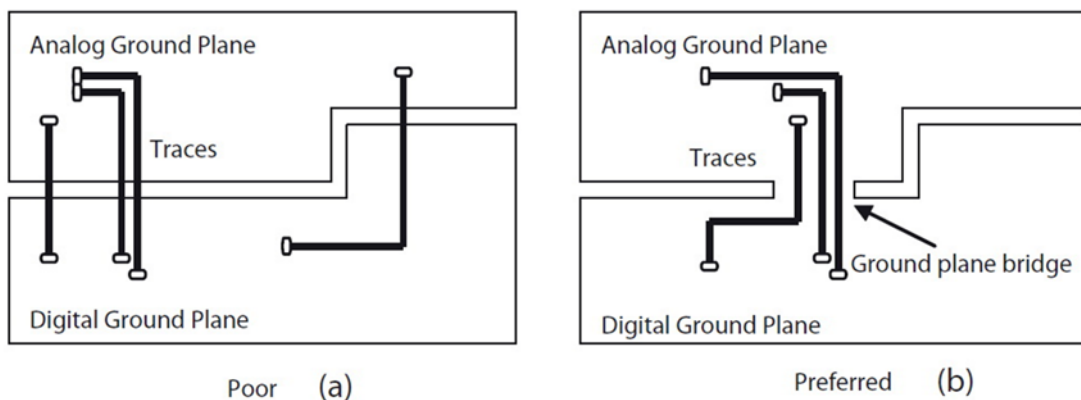 Analog Ground Plane
Traces
Digital Ground Plane
Poor (a)
Analog Ground Plane
Traces
Ground plane bridge
Digital Ground Plane
Preferred (b)